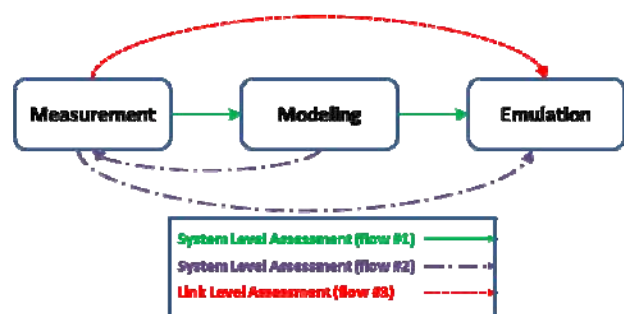 Measurement
Modeling
Emulation
System Level Assessment (flow #1)
System Level Assessment (flow #2)
Link Level Assessment (flow #3)